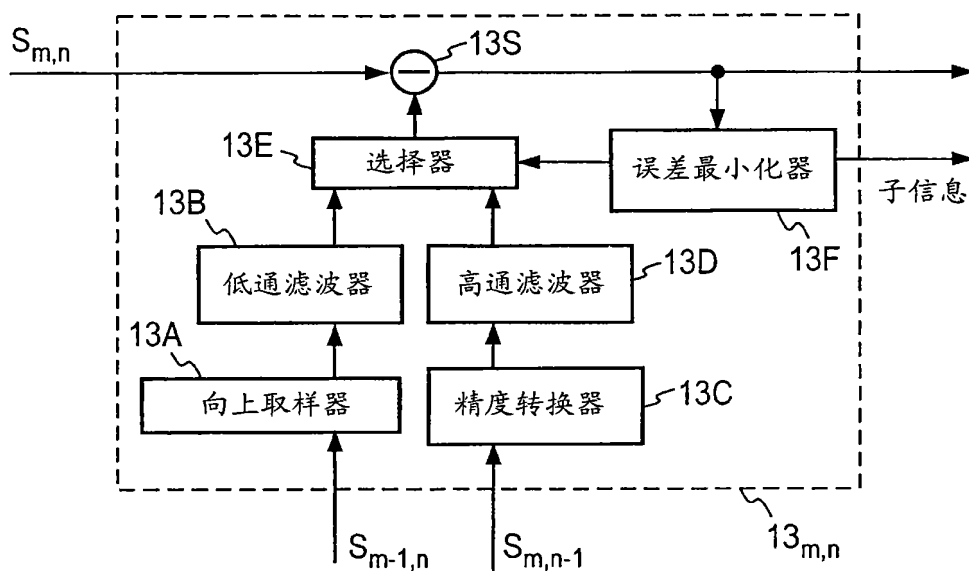 S_{m,n}
13S
13E
选择器
误差最小化器
子信息
13F
13B
低通滤波器
高通滤波器
13D
13A
向上取样器
精度转换器
13C
S_{m-1,n}
S_{m,n-1}
13_{m,n}